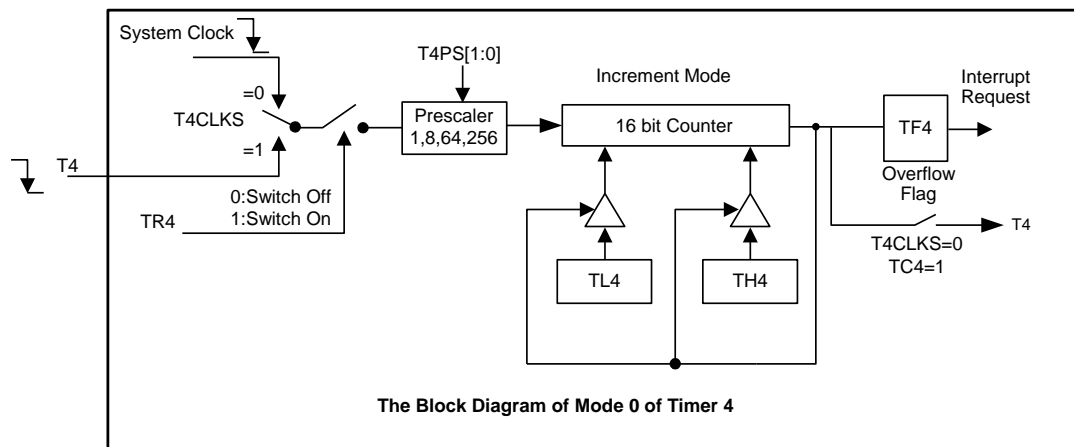 System Clock
T4PS[1:0]
Increment Mode
Interrupt
Request
=0
T4CLKS
Prescaler
1,8,64,256
16 bit Counter
TF4
=1
T4
Overflow
Flag
0:Switch Off
1:Switch On
TR4
T4
T4CLKS=0
TC4=1
TL4
TH4
The Block Diagram of Mode 0 of Timer 4